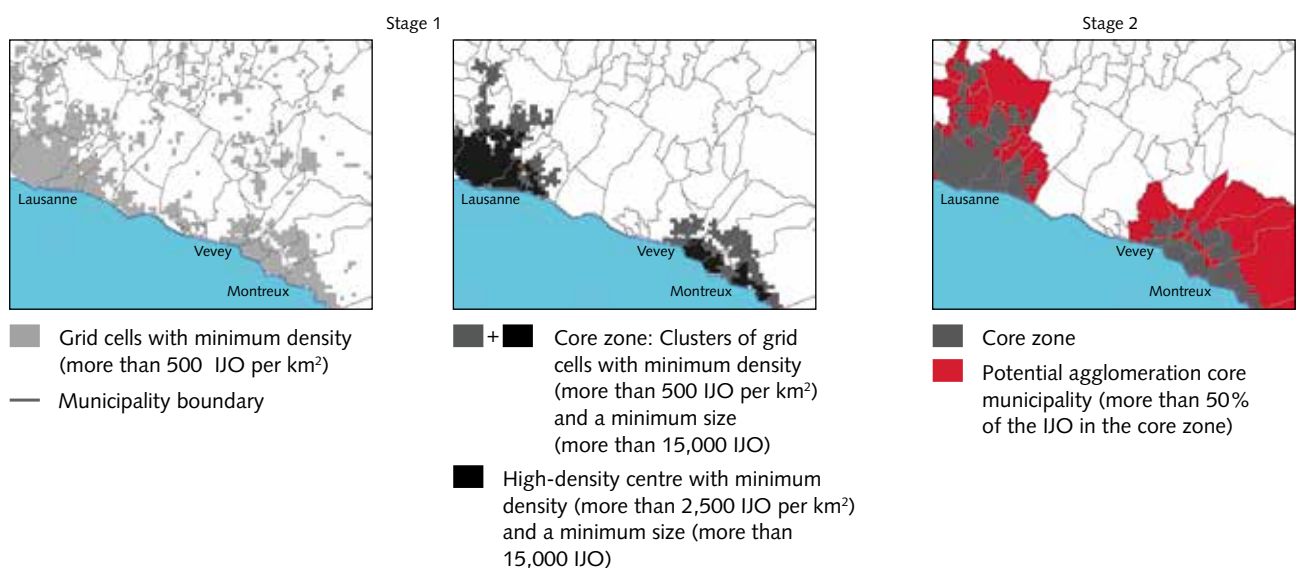 Stage 1
Stage 2
Lausanne
Vevey
Montreux
Lausanne
Vevey
Montreux
Lausanne
Vevey
Montreux
Grid cells with minimum density
(more than 500 IJO per km²)
Municipality boundary
+
Core zone: Clusters of grid
cells with minimum density
(more than 500 IJO per km²)
and a minimum size
(more than 15,000 IJO)
High-density centre with minimum
density (more than 2,500 IJO per km²)
and a minimum size (more than
15,000 IJO)
Core zone
Potential agglomeration core
municipality (more than 50%
of the IJO in the core zone)